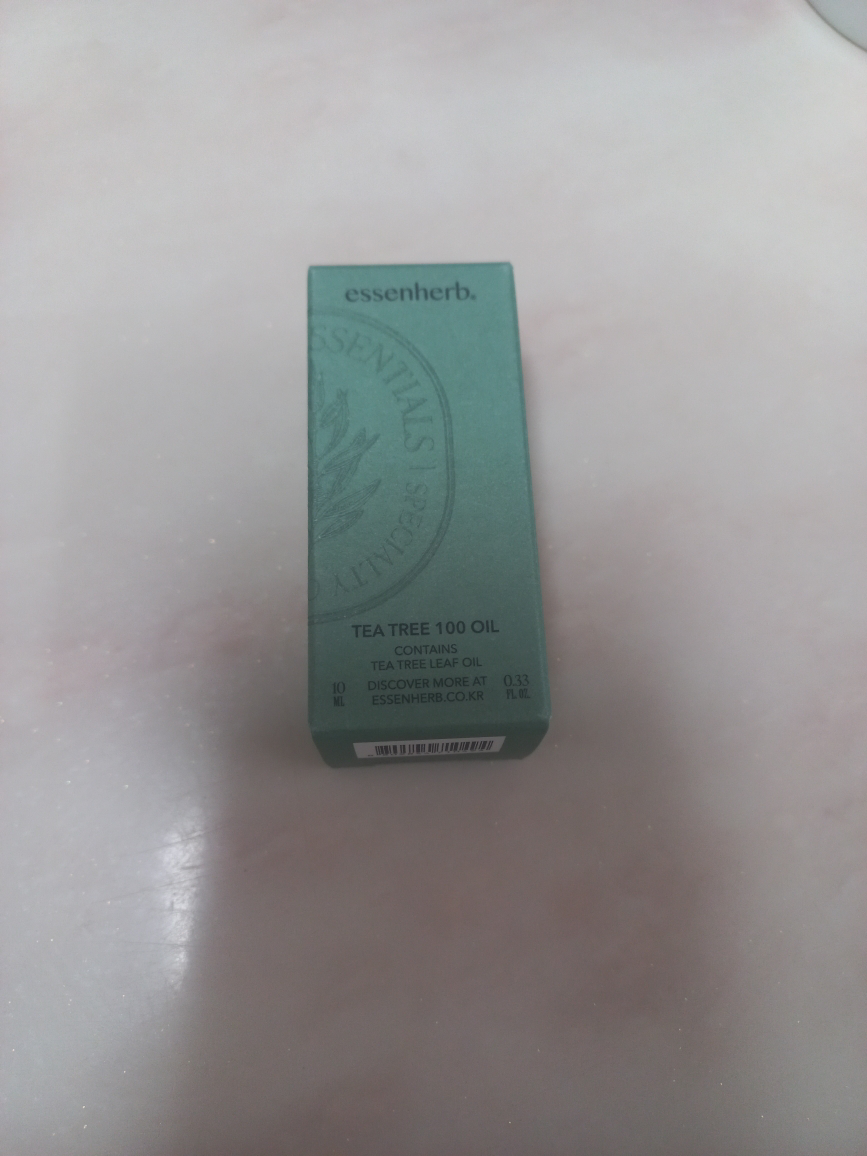 essenherb.
SSENTIALS | SPECIALTY
TEA TREE 100 OIL
CONTAINS
TEA TREE LEAF OIL
10
ML
DISCOVER MORE AT
ESSENHERB.CO.KR
0.33
FL. OZ.